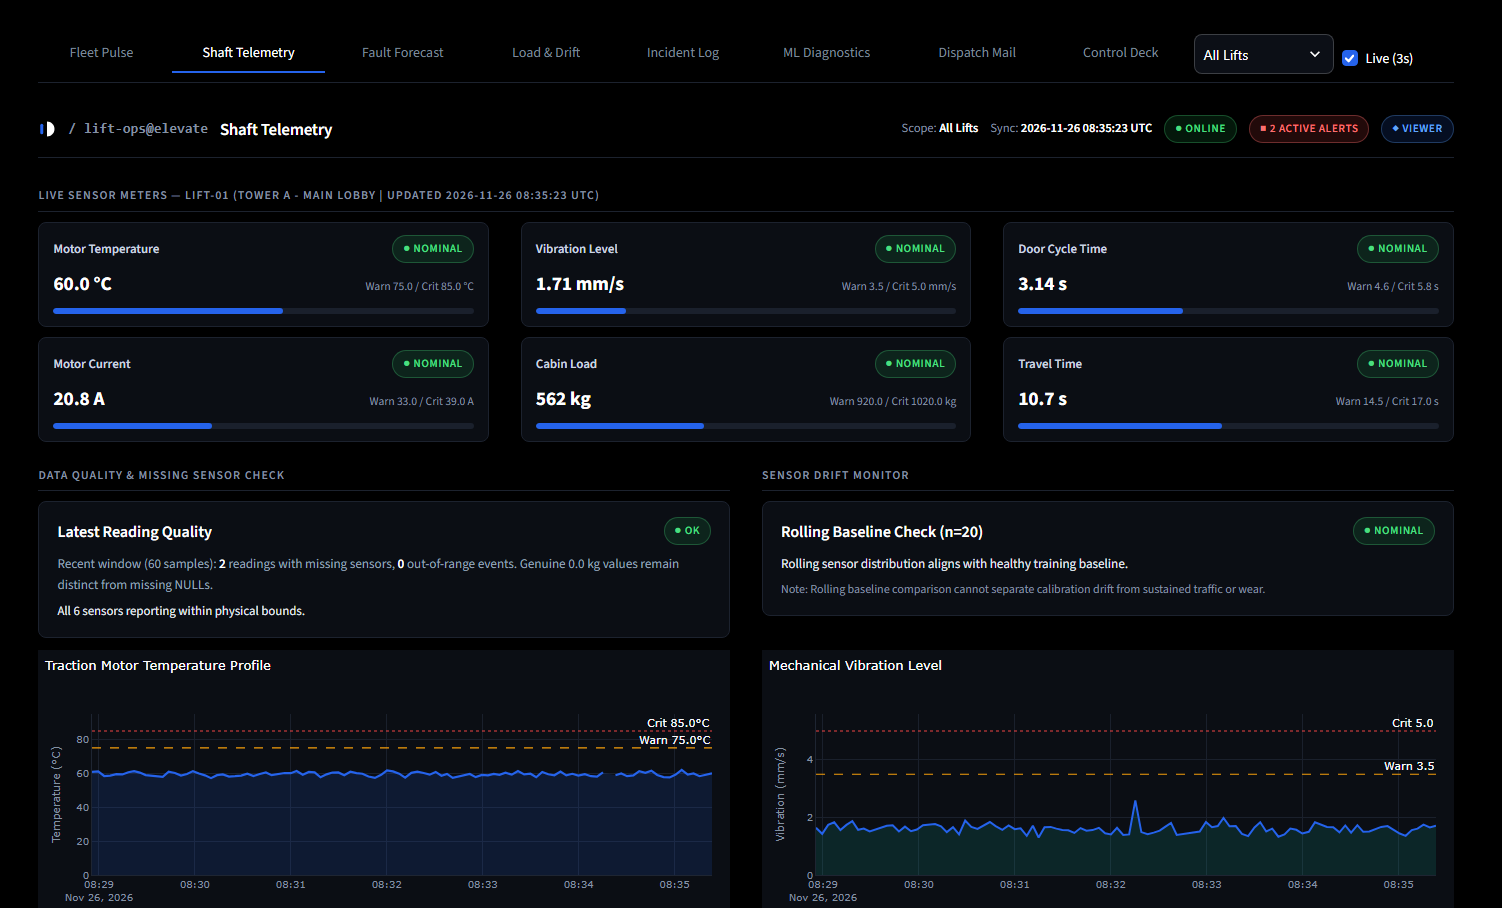 Fleet Pulse
Shaft Telemetry
Fault Forecast
Load & Drift
Incident Log
ML Diagnostics
Dispatch Mail
Control Deck
All Lifts
Live (3s)
/ lift-ops@elevate Shaft Telemetry
Scope: All Lifts Sync: 2026-11-26 08:35:23 UTC
ONLINE
2 ACTIVE ALERTS
VIEWER
LIVE SENSOR METERS — LIFT-01 (TOWER A - MAIN LOBBY | UPDATED 2026-11-26 08:35:23 UTC)
Motor Temperature
NOMINAL
60.0 °C
Warn 75.0 / Crit 85.0 °C
Vibration Level
NOMINAL
1.71 mm/s
Warn 3.5 / Crit 5.0 mm/s
Door Cycle Time
NOMINAL
3.14 s
Warn 4.6 / Crit 5.8 s
Motor Current
NOMINAL
20.8 A
Warn 33.0 / Crit 39.0 A
Cabin Load
NOMINAL
562 kg
Warn 920.0 / Crit 1020.0 kg
Travel Time
NOMINAL
10.7 s
Warn 14.5 / Crit 17.0 s
DATA QUALITY & MISSING SENSOR CHECK
Latest Reading Quality
OK
Recent window (60 samples): 2 readings with missing sensors, 0 out-of-range events. Genuine 0.0 kg values remain
distinct from missing NULLs.
All 6 sensors reporting within physical bounds.
SENSOR DRIFT MONITOR
Rolling Baseline Check (n=20)
NOMINAL
Rolling sensor distribution aligns with healthy training baseline.
Note: Rolling baseline comparison cannot separate calibration drift from sustained traffic or wear.
Traction Motor Temperature Profile
Crit 85.0°C
Warn 75.0°C
Temperature (°C)
80
60
40
20
0
08:29
08:30
08:31
08:32
08:33
08:34
08:35
Nov 26, 2026
Mechanical Vibration Level
Crit 5.0
Warn 3.5
Vibration (mm/s)
4
2
0
08:29
08:30
08:31
08:32
08:33
08:34
08:35
Nov 26, 2026